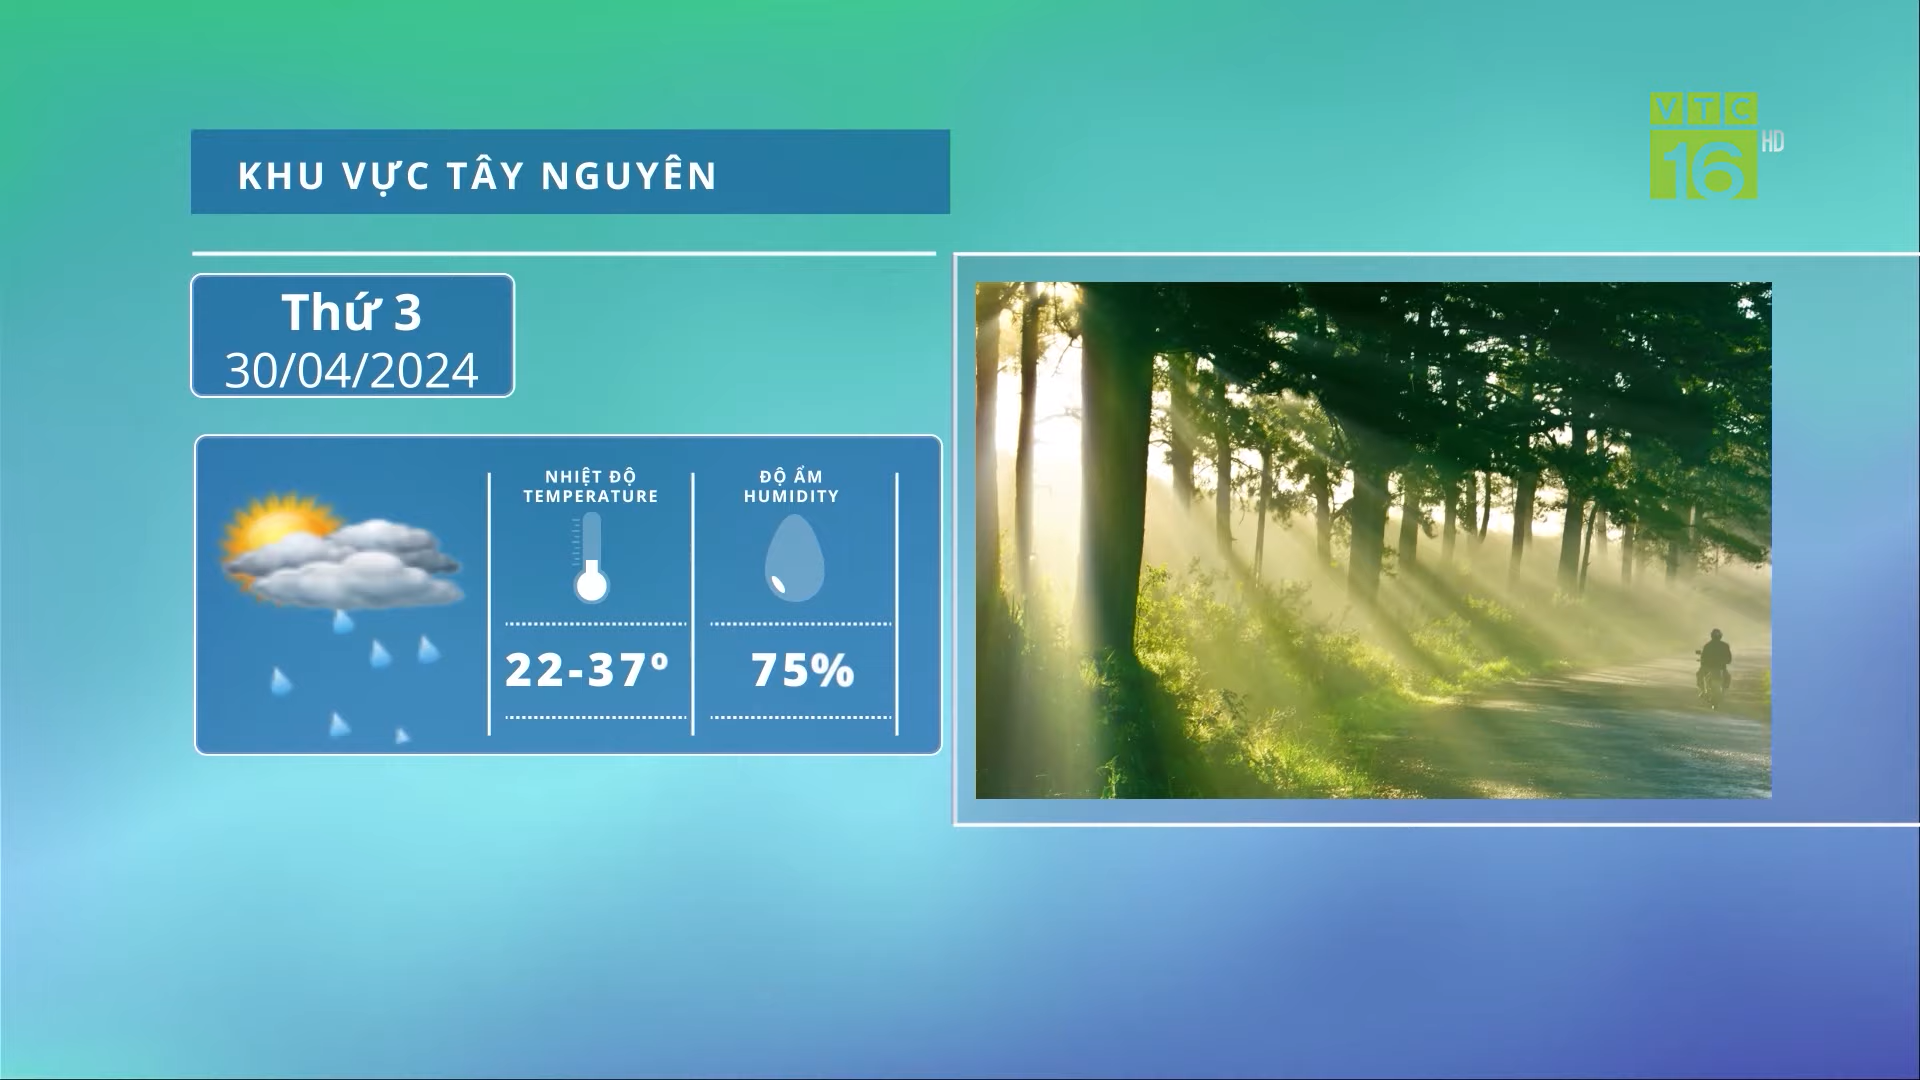 VTC
16 HD
KHU VỰC TÂY NGUYÊN
Thứ 3
30/04/2024
NHIỆT ĐỘ
TEMPERATURE
22-37º
ĐỘ ẨM
HUMIDITY
75%